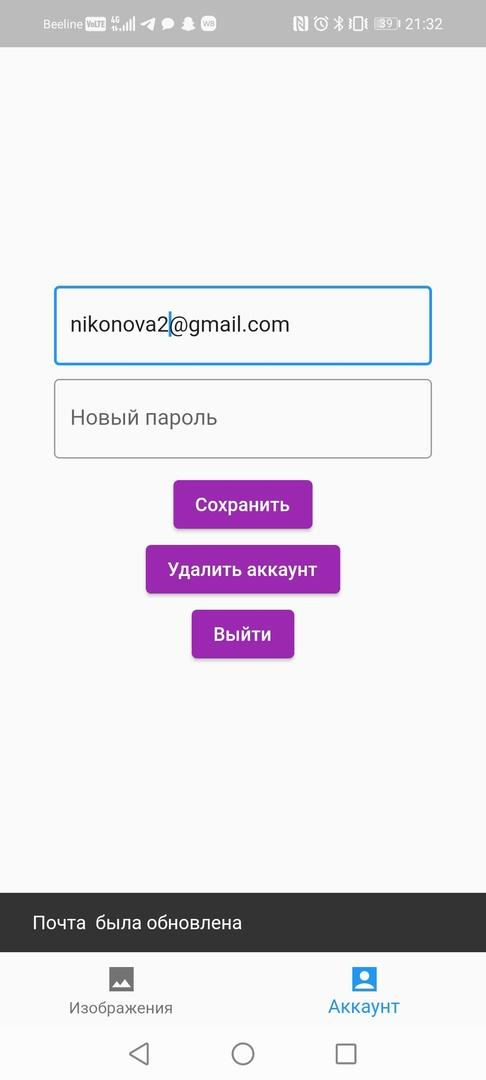 Beeline VoLTE 4G WB 39 21:32
nikonova2@gmail.com
Новый пароль
Сохранить
Удалить аккаунт
Выйти
Почта  была обновлена
Изображения
Аккаунт